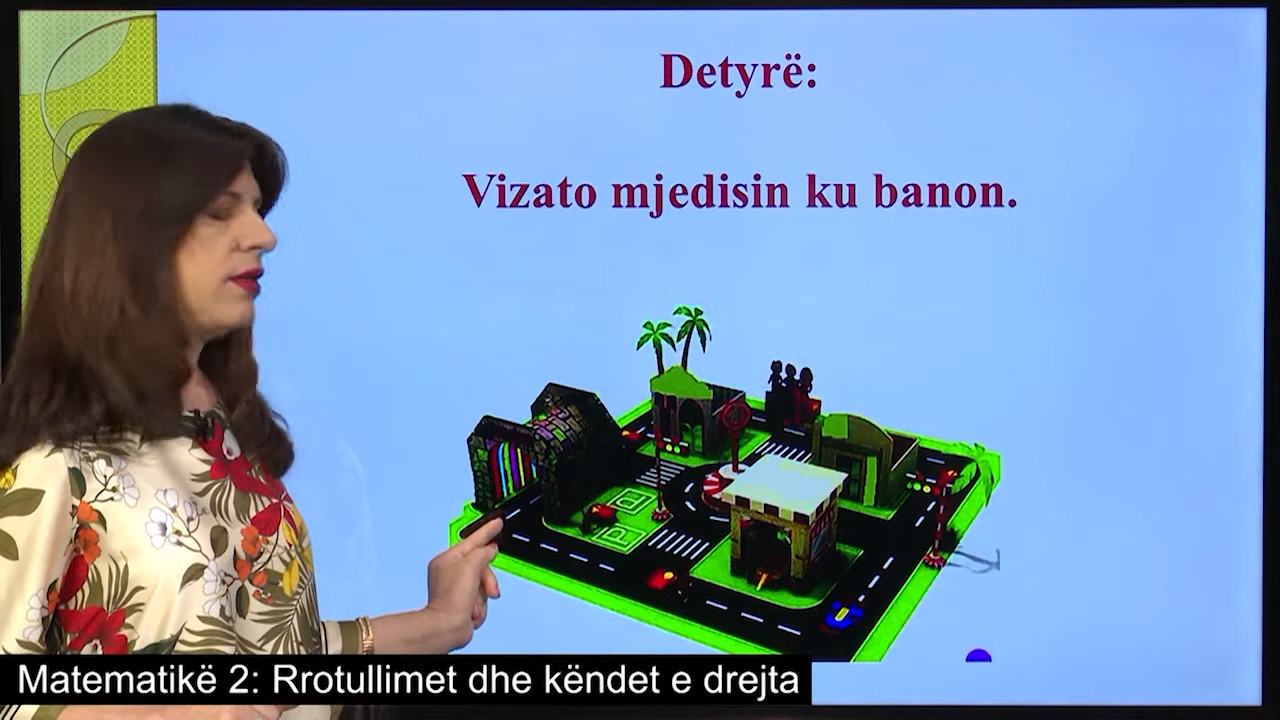 Detyrë:
Vizato mjedisin ku banon.
Matematikë 2: Rrotullimet dhe këndet e drejta